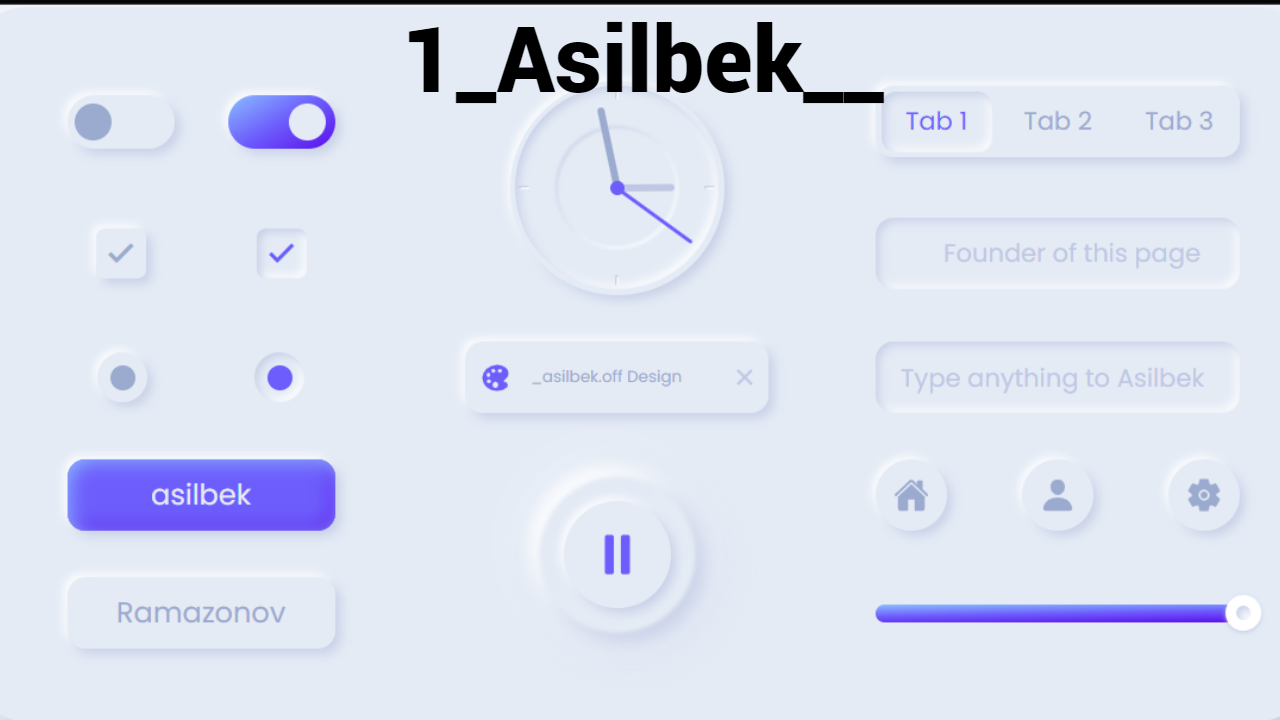 1_Asilbek__
Tab 1 Tab 2 Tab 3
Founder of this page
_asilbek.off Design
Type anything to Asilbek
asilbek
Ramazonov